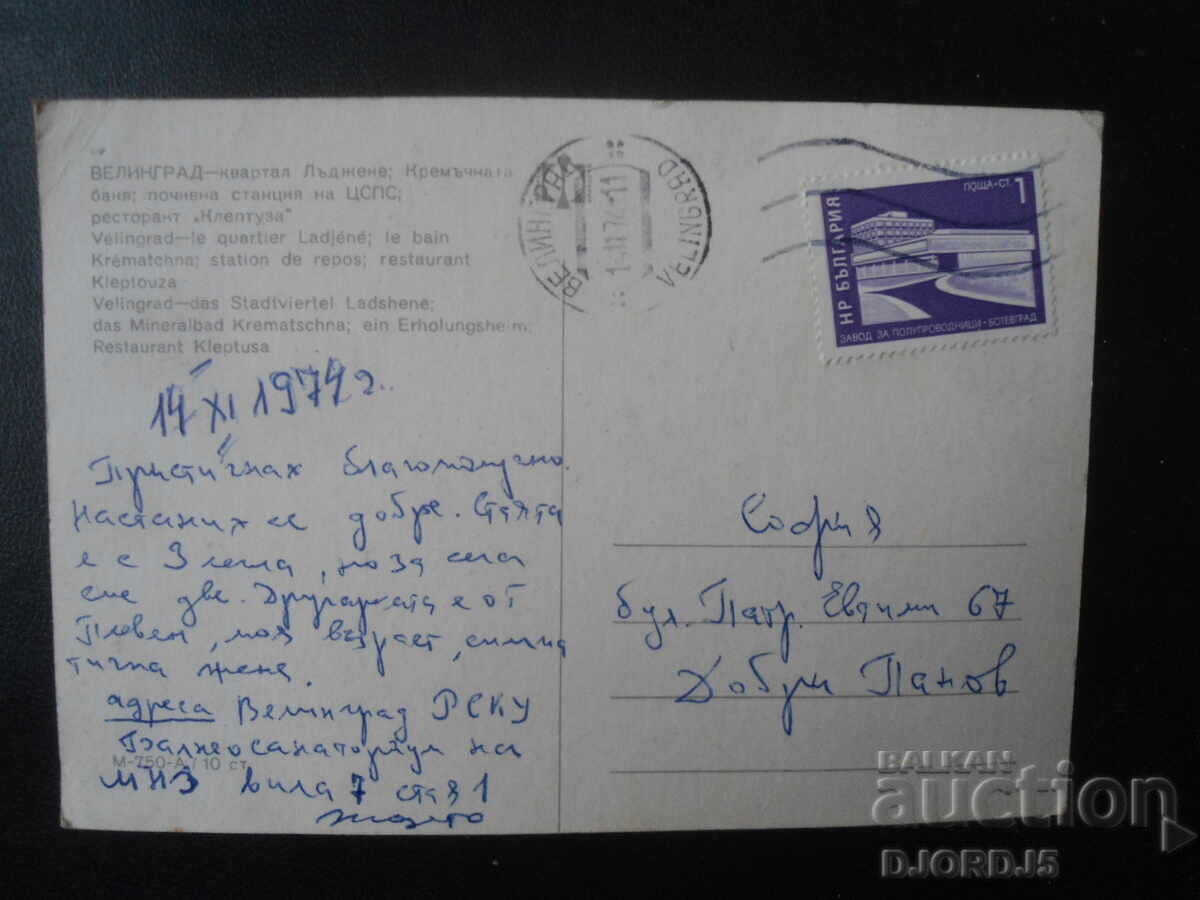 ВЕЛИНГРАД—квартал Лъджене; Кремъчната
баня; почивна станция на ЦСПС;
ресторант „Клептуза"
Vélingrad—le quartier Ladjéné; le bain
Krématchna; station de repos; restaurant
Kleptouza
Velingrad—das Stadtviertel Ladshene;
das Mineralbad Krematschna; ein Erholungsheim;
Restaurant Kleptusa
14 XI 1974 г.
Пристигнах благополучно.
Настаних се добре. Стаята
е с 3 легла, но за сега
сме две. Другарката е от
Плевен, моя възраст, симпа
тична жена.
адреса Велинград РСКУ
Балнеосанаториум на
МНЗ вила 7 стая 1
М-750-А / 10 ст.
ВЕЛИНГРАД
VELINGRAD
НР БЪЛГАРИЯ
ПОЩА·СТ. 1
ЗАВОД ЗА ПОЛУПРОВОДНИЦИ·БОТЕВГРАД
София
бул. Патр. Евтими 67
Добри Панов
BALKAN
auction
DJORDJ5